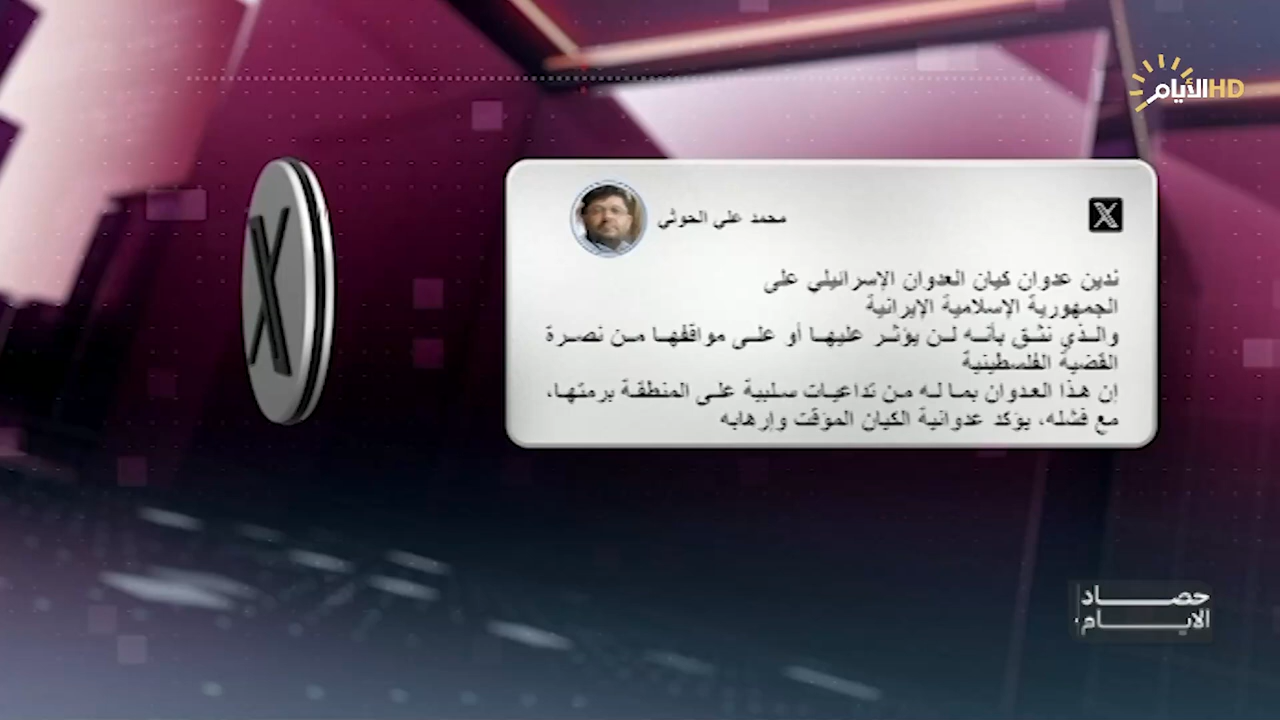 الأيام HD
محمد علي الحوثي
ندين عدوان كيان العدوان الإسرائيلي على
الجمهورية الإسلامية الإيرانية
والذي نثق بأنه لن يؤثر عليها أو على مواقفها من نصرة
القضية الفلسطينية
إن هذا العدوان بما له من تداعيات سلبية على المنطقة برمتها،
مع فشله، يؤكد عدوانية الكيان المؤقت وإرهابه
حصاد
الايام